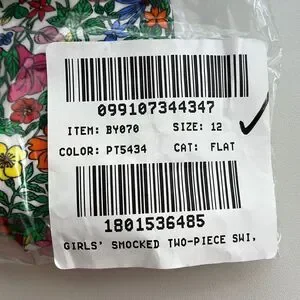 099107344347
ITEM: BY070 SIZE: 12
COLOR: PT5434 CAT: FLAT
1801536485
GIRLS' SMOCKED TWO-PIECE SWI,